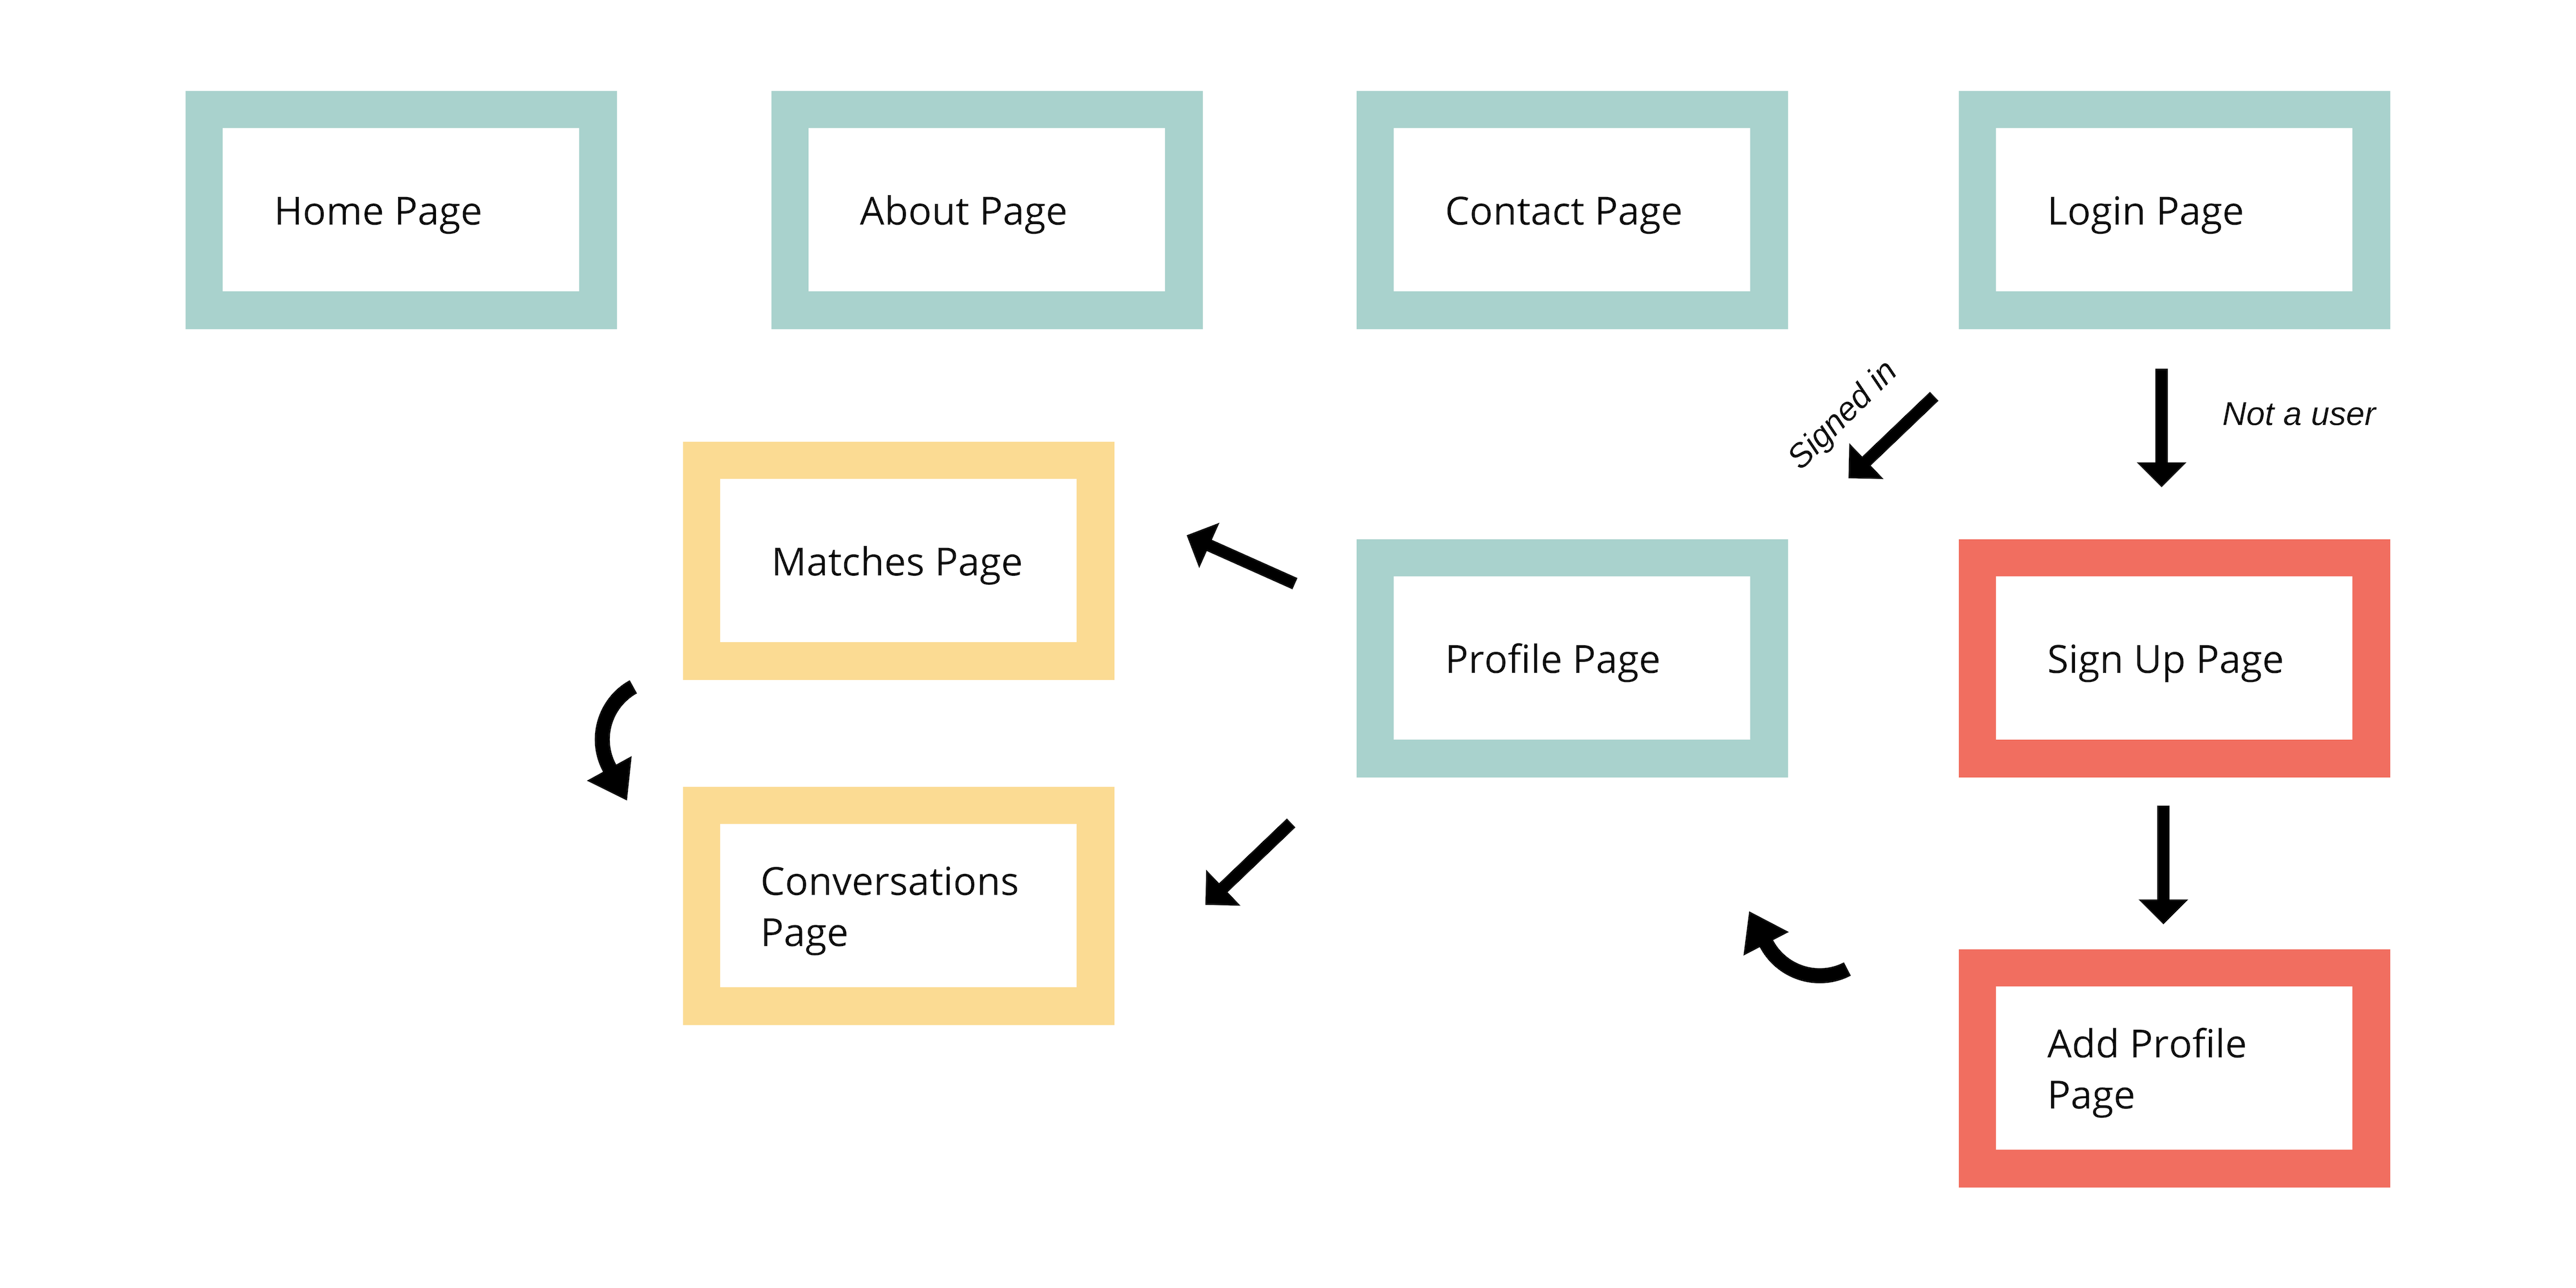 Home Page
About Page
Contact Page
Login Page
Signed in
Not a user
Matches Page
Profile Page
Sign Up Page
Conversations
Page
Add Profile
Page